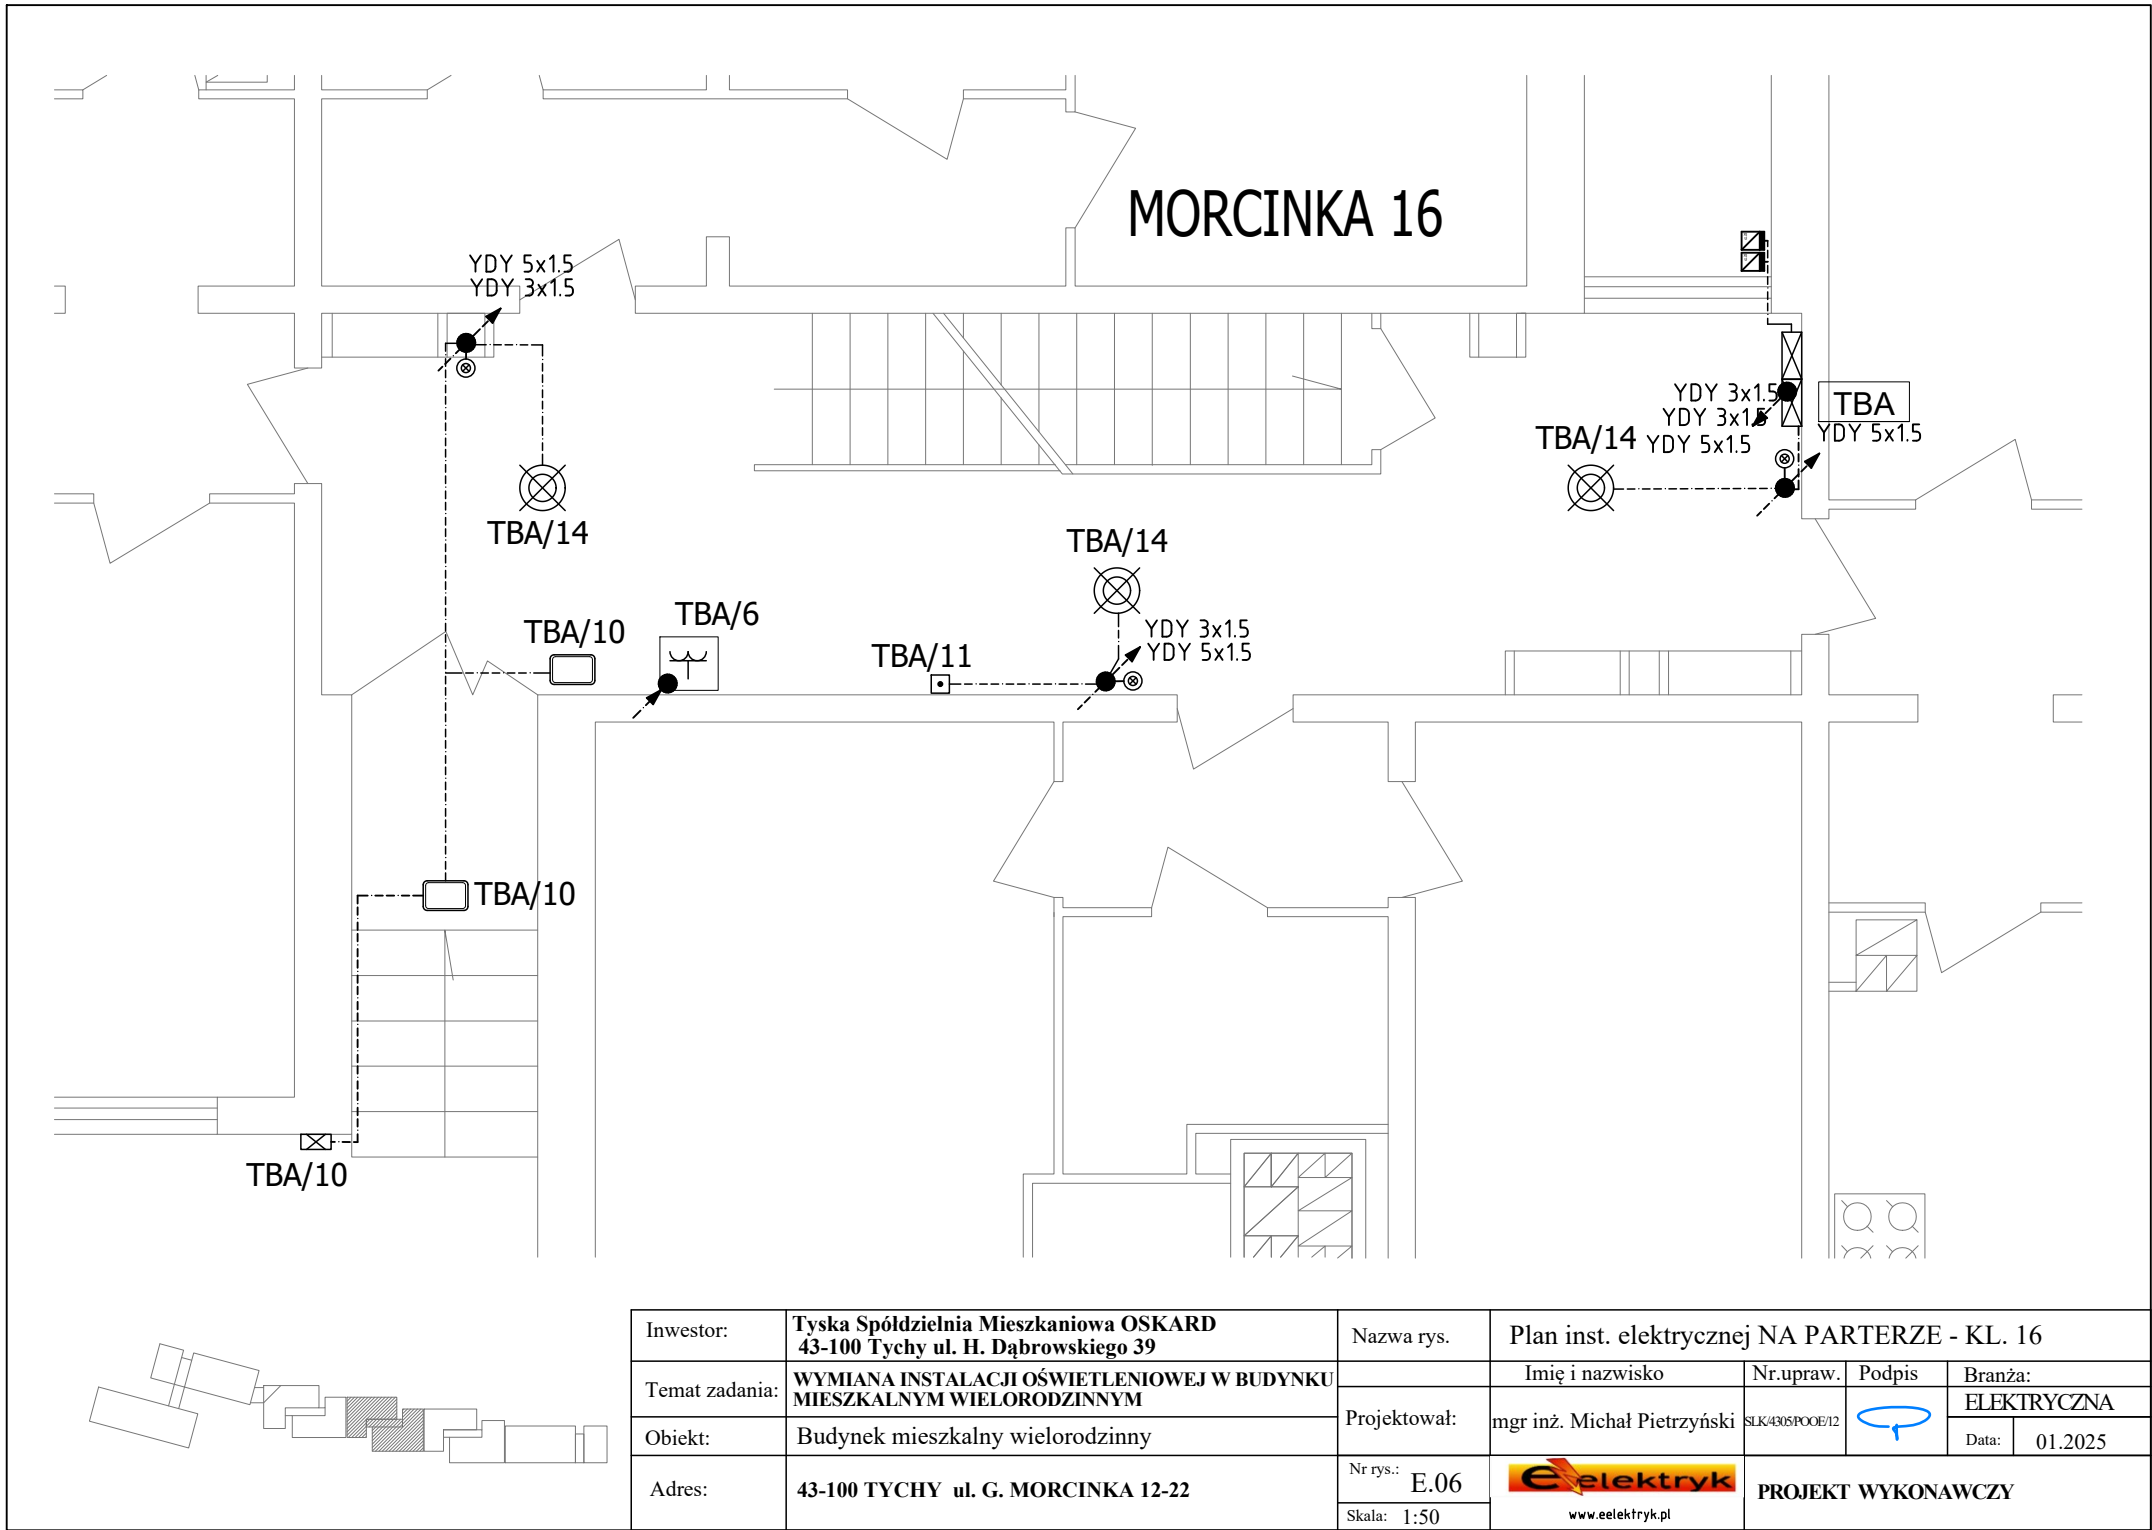 MORCINKA 16
YDY 5x1.5
YDY 3x1.5
YDY 3x1.5
YDY 3x1.5
YDY 5x1.5
TBA
YDY 5x1.5
TBA/14
TBA/14
TBA/14
TBA/10
TBA/6
TBA/11
YDY 3x1.5
YDY 5x1.5
TBA/10
TBA/10
Inwestor:
Tyska Spółdzielnia Mieszkaniowa OSKARD
43-100 Tychy ul. H. Dąbrowskiego 39
Nazwa rys.
Plan inst. elektrycznej NA PARTERZE - KL. 16
Temat zadania:
WYMIANA INSTALACJI OŚWIETLENIOWEJ W BUDYNKU
MIESZKALNYM WIELORODZINNYM
Imię i nazwisko
Nr.upraw.
Podpis
Branża:
ELEKTRYCZNA
Projektował:
mgr inż. Michał Pietrzyński
SLK/4305/POOE/12
Data:
01.2025
Obiekt:
Budynek mieszkalny wielorodzinny
Adres:
43-100 TYCHY ul. G. MORCINKA 12-22
Nr rys.:
E.06
Skala:
1:50
eelektryk
www.eelektryk.pl
PROJEKT WYKONAWCZY